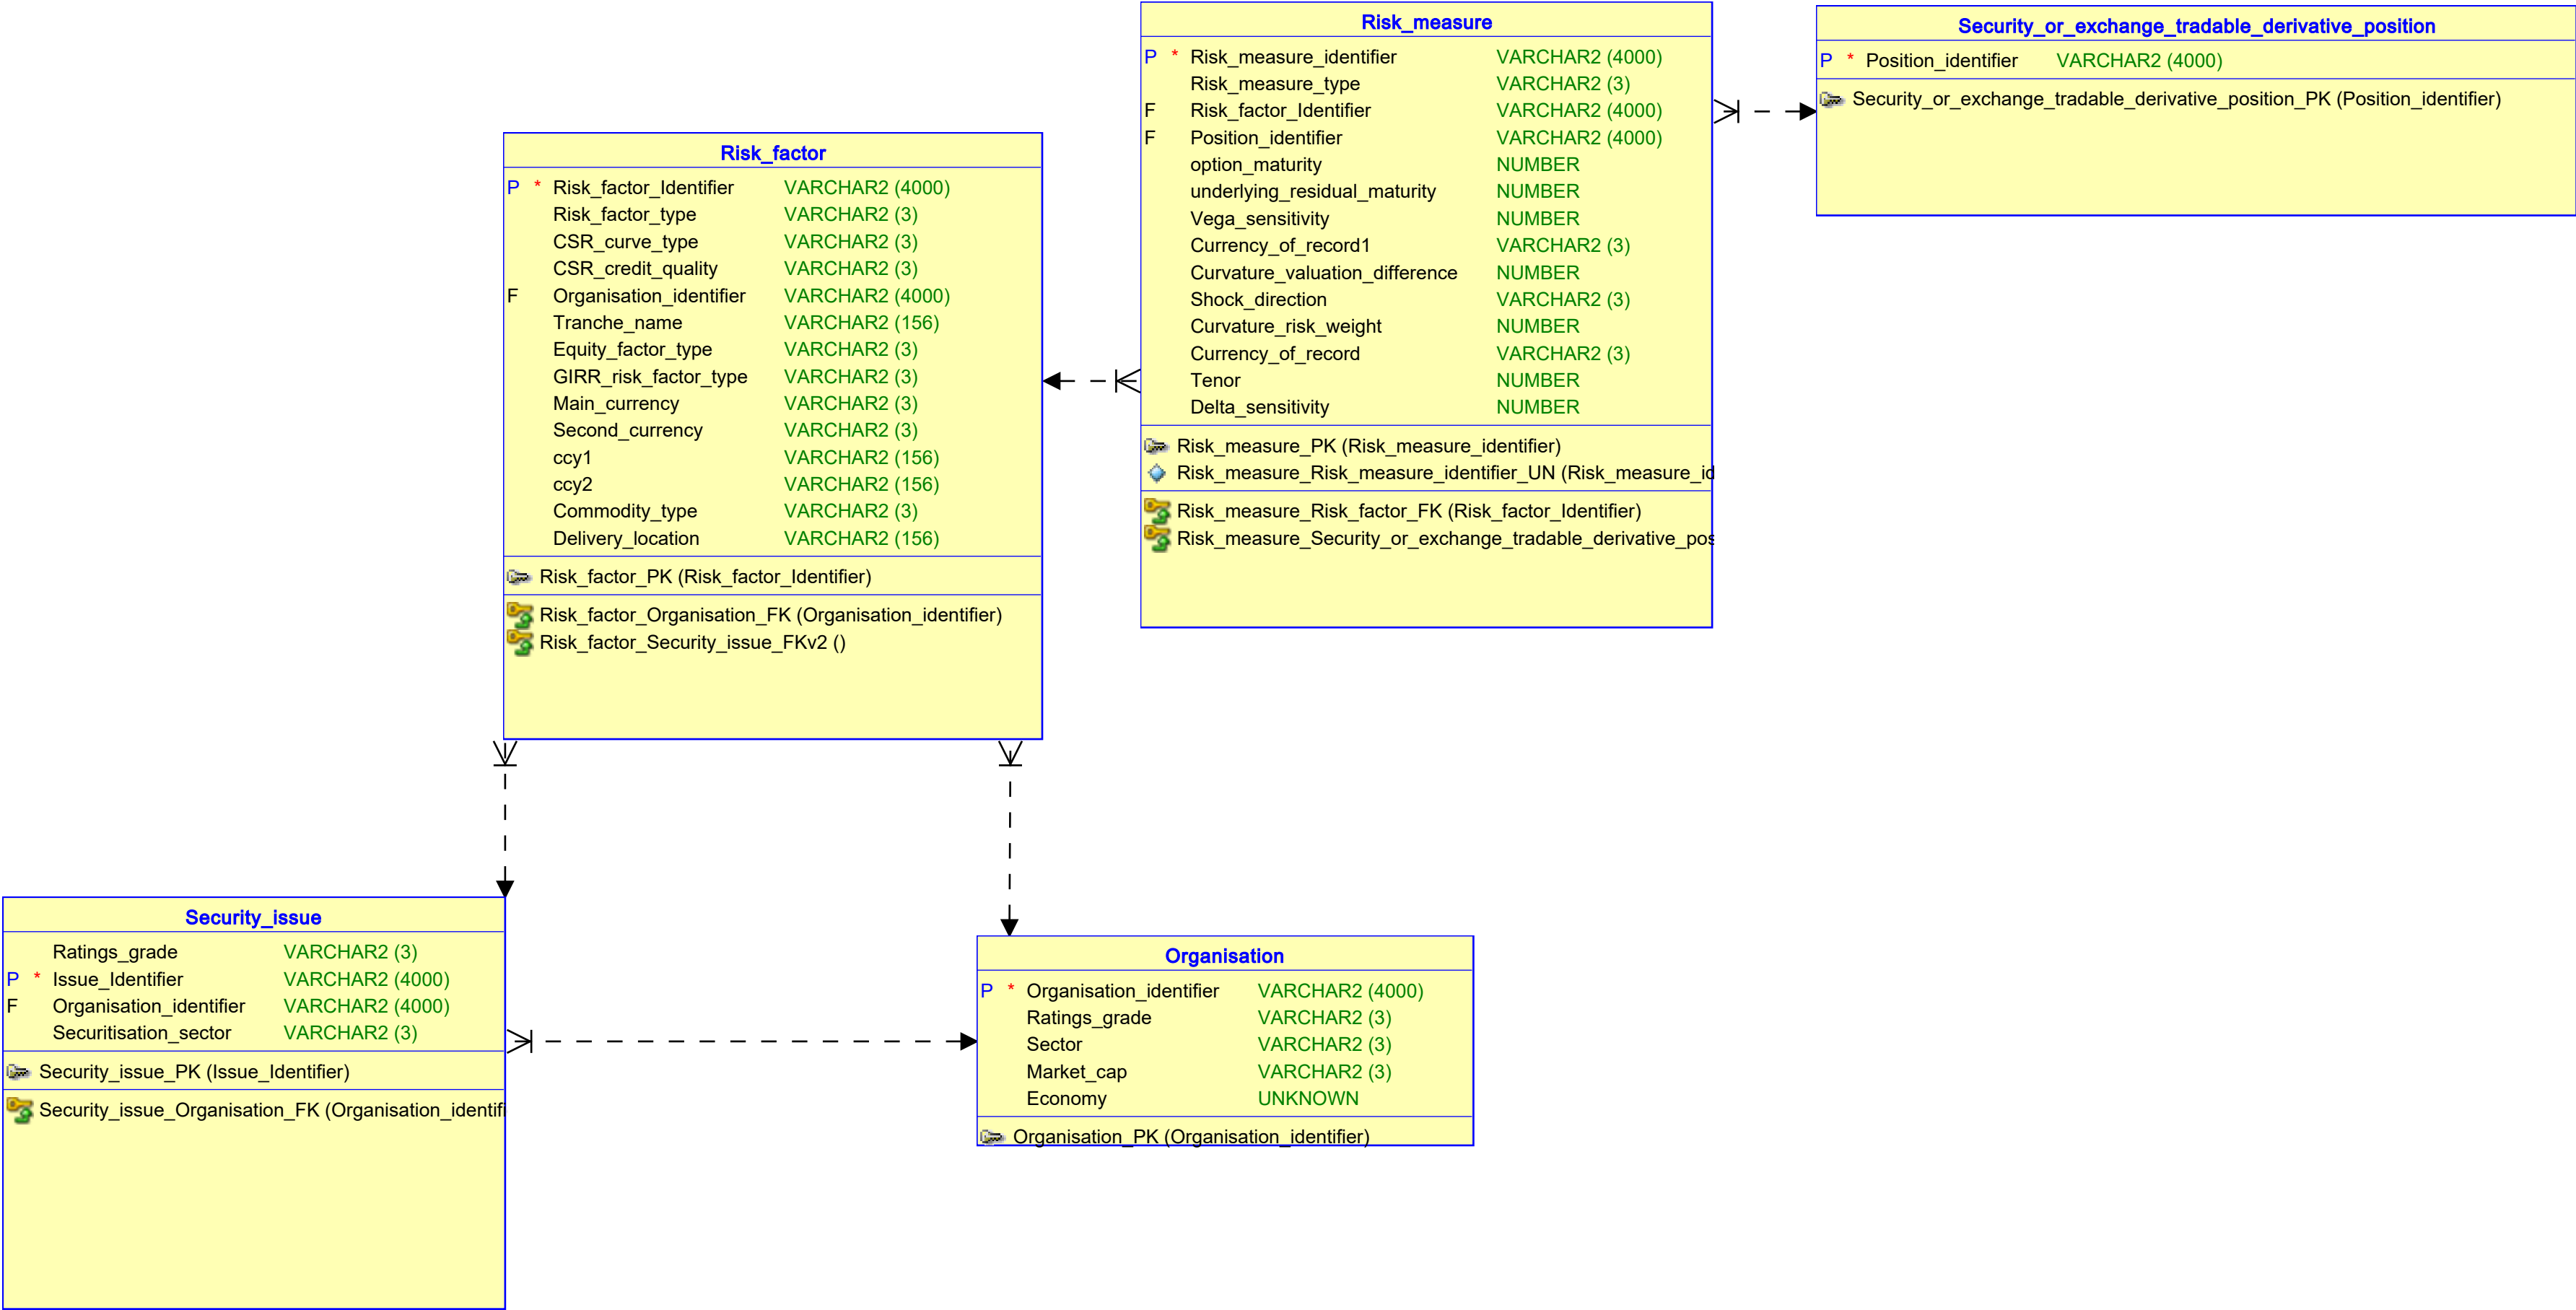 Risk_measure
P * Risk_measure_identifier VARCHAR2 (4000)
Risk_measure_type VARCHAR2 (3)
F Risk_factor_Identifier VARCHAR2 (4000)
F Position_identifier VARCHAR2 (4000)
option_maturity NUMBER
underlying_residual_maturity NUMBER
Vega_sensitivity NUMBER
Currency_of_record1 VARCHAR2 (3)
Curvature_valuation_difference NUMBER
Shock_direction VARCHAR2 (3)
Curvature_risk_weight NUMBER
Currency_of_record VARCHAR2 (3)
Tenor NUMBER
Delta_sensitivity NUMBER
Risk_measure_PK (Risk_measure_identifier)
Risk_measure_Risk_measure_identifier_UN (Risk_measure_id
Risk_measure_Risk_factor_FK (Risk_factor_Identifier)
Risk_measure_Security_or_exchange_tradable_derivative_pos
Security_or_exchange_tradable_derivative_position
P * Position_identifier VARCHAR2 (4000)
Security_or_exchange_tradable_derivative_position_PK (Position_identifier)
Risk_factor
P * Risk_factor_Identifier VARCHAR2 (4000)
Risk_factor_type VARCHAR2 (3)
CSR_curve_type VARCHAR2 (3)
CSR_credit_quality VARCHAR2 (3)
F Organisation_identifier VARCHAR2 (4000)
Tranche_name VARCHAR2 (156)
Equity_factor_type VARCHAR2 (3)
GIRR_risk_factor_type VARCHAR2 (3)
Main_currency VARCHAR2 (3)
Second_currency VARCHAR2 (3)
ccy1 VARCHAR2 (156)
ccy2 VARCHAR2 (156)
Commodity_type VARCHAR2 (3)
Delivery_location VARCHAR2 (156)
Risk_factor_PK (Risk_factor_Identifier)
Risk_factor_Organisation_FK (Organisation_identifier)
Risk_factor_Security_issue_FKv2 ()
Security_issue
Ratings_grade VARCHAR2 (3)
P * Issue_Identifier VARCHAR2 (4000)
F Organisation_identifier VARCHAR2 (4000)
Securitisation_sector VARCHAR2 (3)
Security_issue_PK (Issue_Identifier)
Security_issue_Organisation_FK (Organisation_identifi
Organisation
P * Organisation_identifier VARCHAR2 (4000)
Ratings_grade VARCHAR2 (3)
Sector VARCHAR2 (3)
Market_cap VARCHAR2 (3)
Economy UNKNOWN
Organisation_PK (Organisation_identifier)